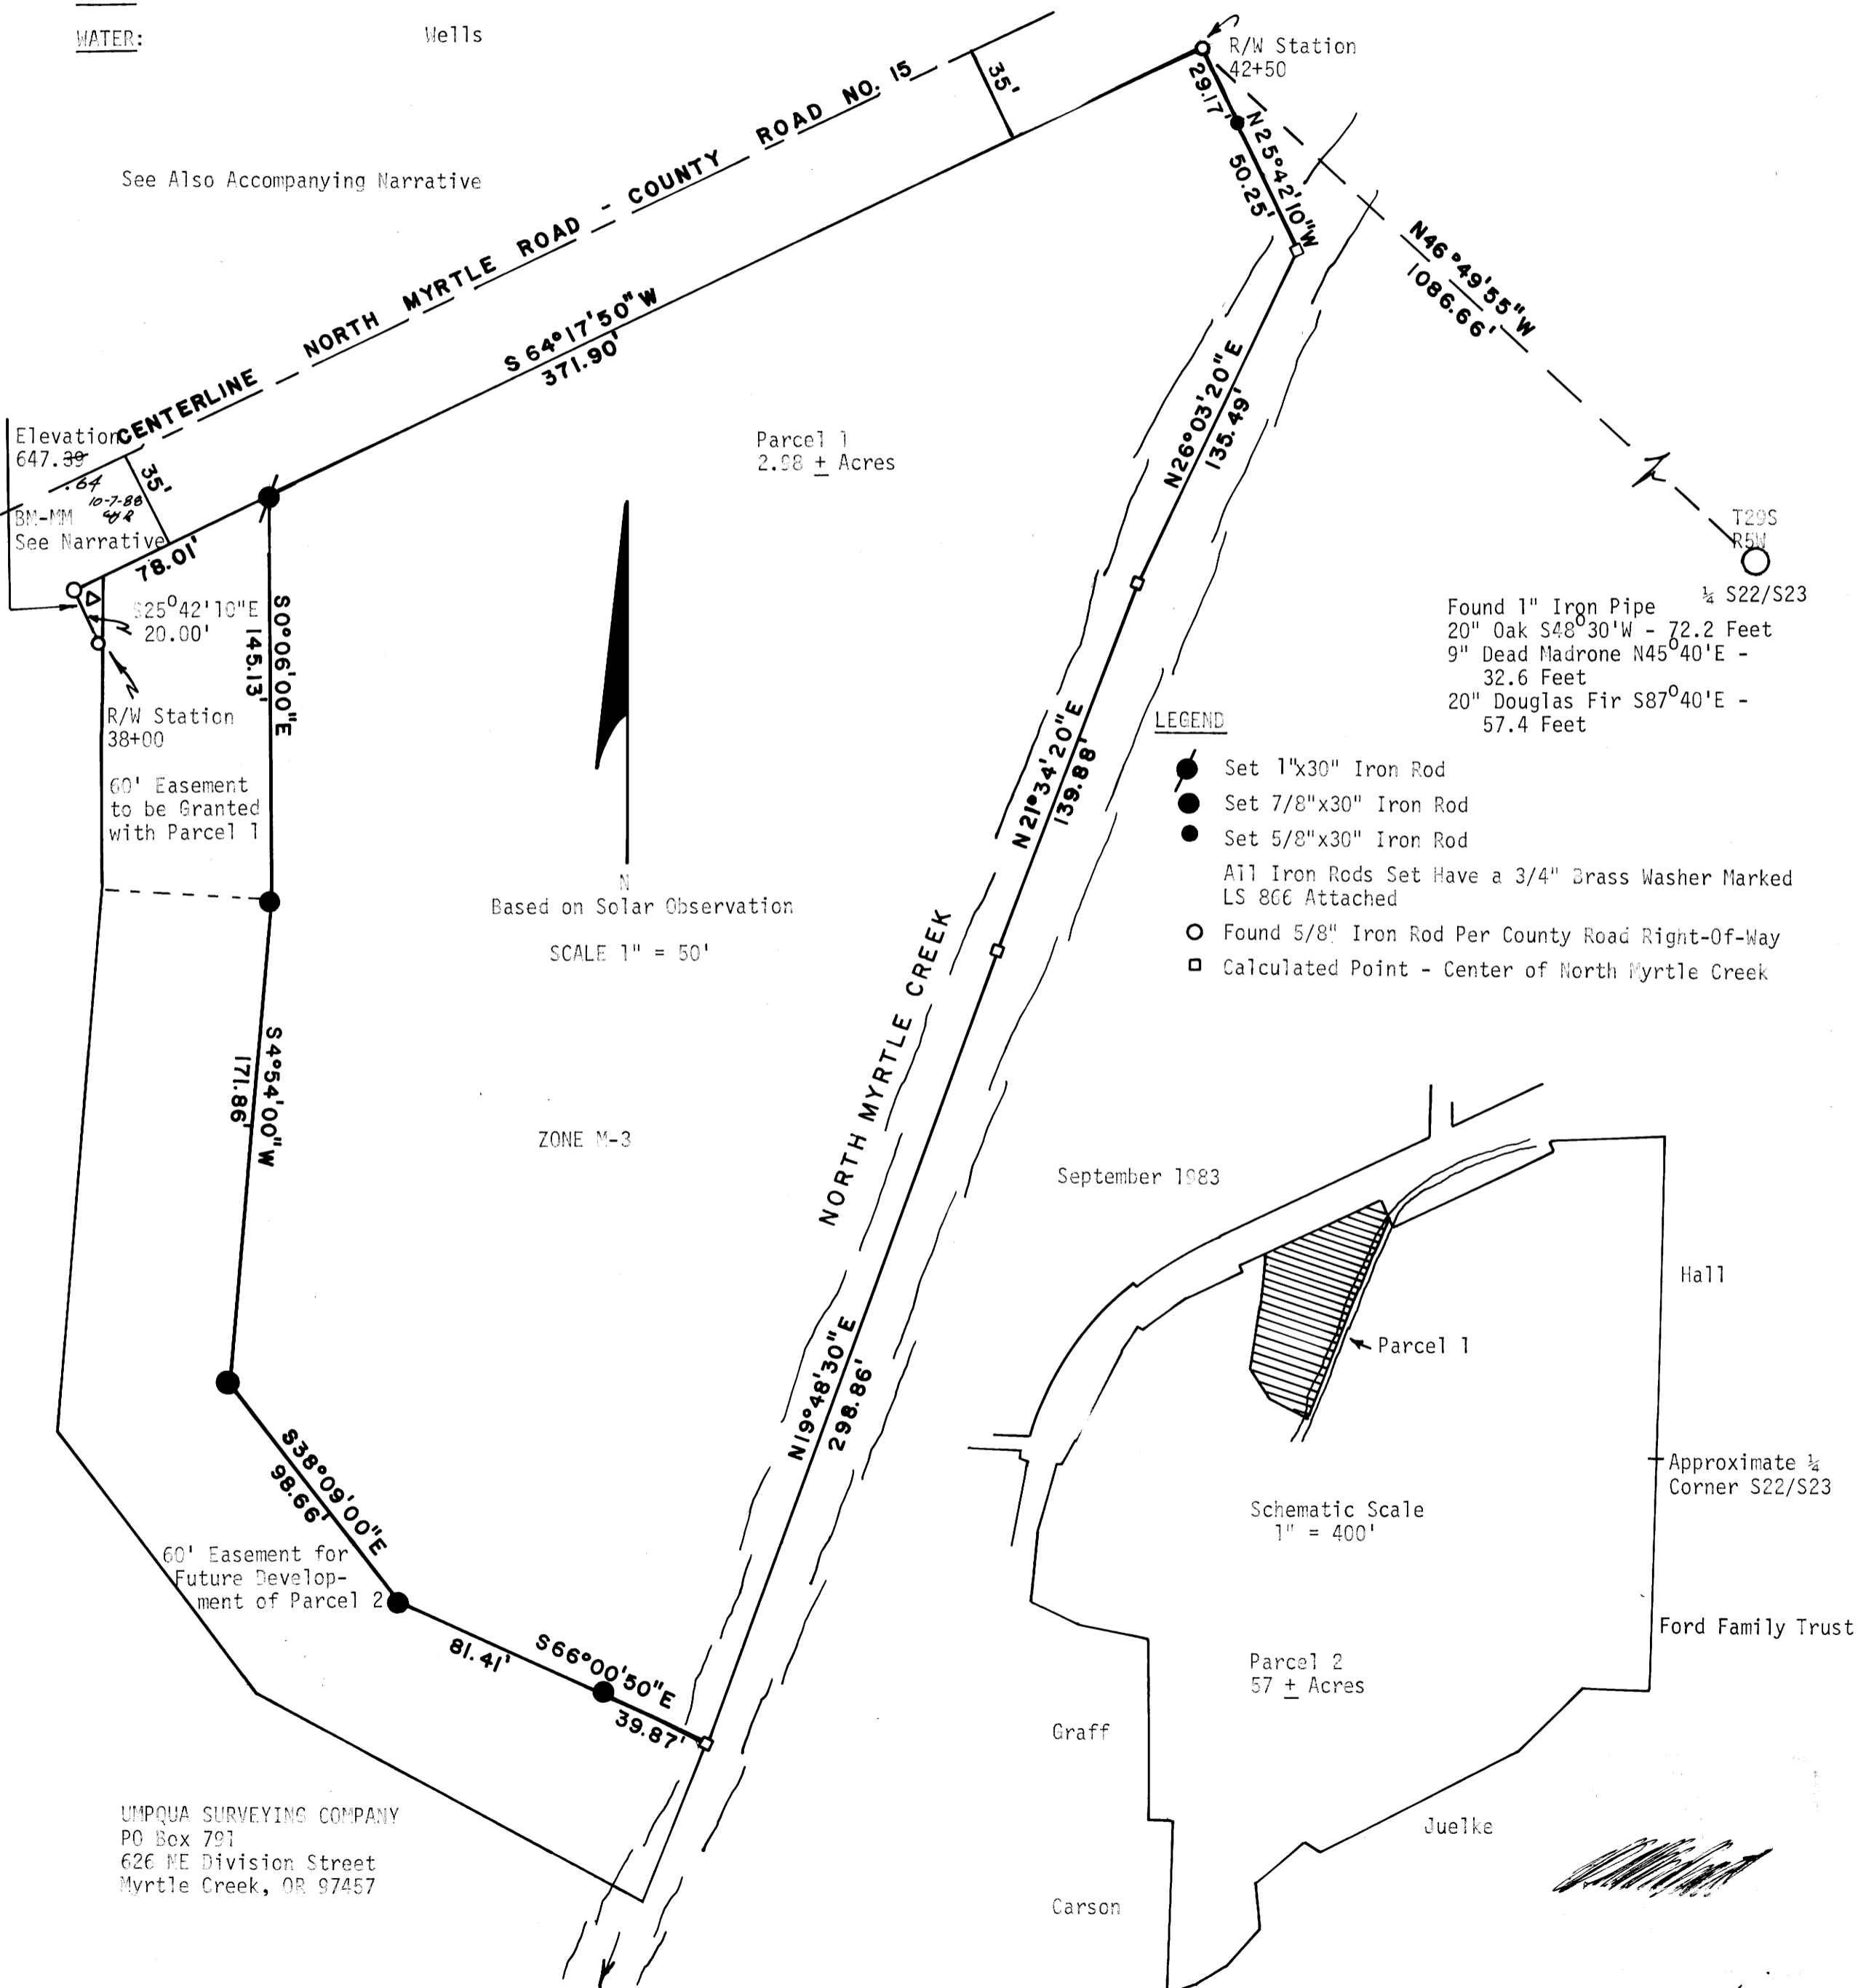 WATER: Wells
See Also Accompanying Narrative
CENTERLINE NORTH MYRTLE ROAD - COUNTY ROAD NO. 15
35'
R/W Station
42+50
29.17'
N25°42'10"W
50.25'
N46°49'55"W
1086.66'
S64°17'50"W
371.90'
Elevation
647.39
.64
10-7-88
35'
BM-MM
See Narrative
78.01'
S25°42'10"E
20.00'
R/W Station
38+00
60' Easement
to be Granted
with Parcel 1
S0°06'00"E
145.13'
Parcel 1
2.98 ± Acres
N26°03'20"E
135.49'
T29S
R5W
¼ S22/S23
Found 1" Iron Pipe
20" Oak S48°30'W - 72.2 Feet
9" Dead Madrone N45°40'E -
32.6 Feet
20" Douglas Fir S87°40'E -
57.4 Feet
LEGEND
Set 1"x30" Iron Rod
Set 7/8"x30" Iron Rod
Set 5/8"x30" Iron Rod
All Iron Rods Set Have a 3/4" Brass Washer Marked
LS 866 Attached
Found 5/8" Iron Rod Per County Road Right-Of-Way
Calculated Point - Center of North Myrtle Creek
N
Based on Solar Observation
SCALE 1" = 50'
N21°34'20"E
139.88'
NORTH MYRTLE CREEK
S4°54'00"W
171.86'
ZONE M-3
N19°48'30"E
298.86'
S38°09'00"E
98.66'
60' Easement for
Future Develop-
ment of Parcel 2
81.41'
S66°00'50"E
39.87'
September 1983
Hall
Parcel 1
Approximate ¼
Corner S22/S23
Schematic Scale
1" = 400'
Ford Family Trust
Parcel 2
57 ± Acres
Graff
Juelke
Carson
UMPQUA SURVEYING COMPANY
PO Box 791
626 NE Division Street
Myrtle Creek, OR 97457